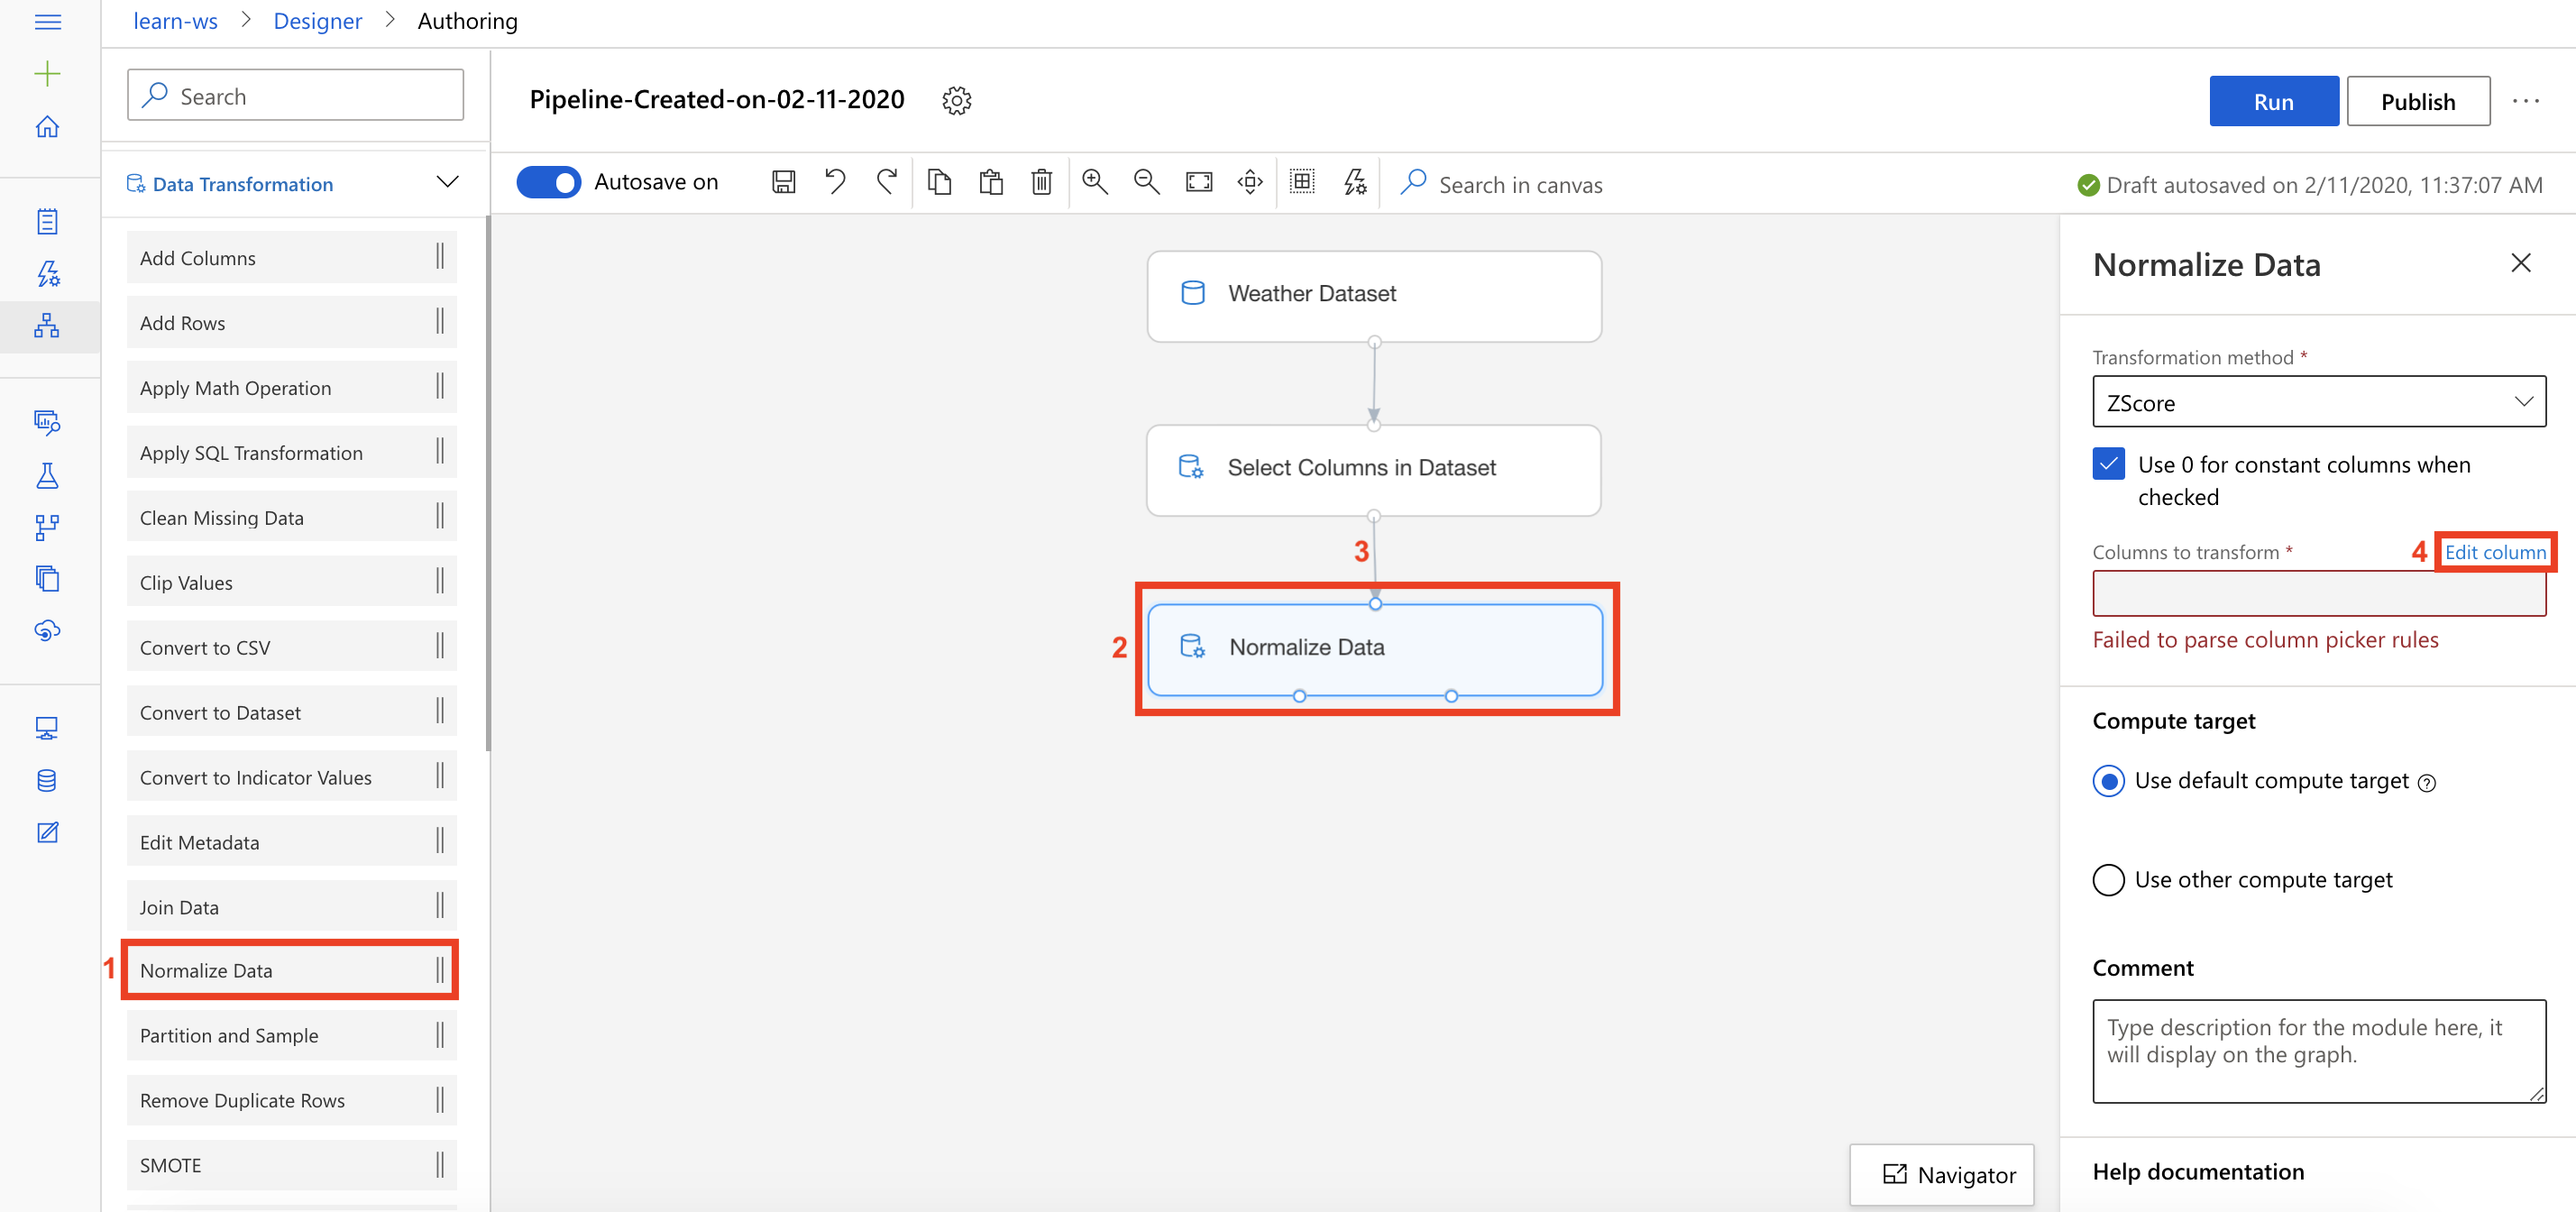 learn-ws > Designer > Authoring
Search
Data Transformation
Add Columns
Add Rows
Apply Math Operation
Apply SQL Transformation
Clean Missing Data
Clip Values
Convert to CSV
Convert to Dataset
Convert to Indicator Values
Edit Metadata
Join Data
1 Normalize Data
Partition and Sample
Remove Duplicate Rows
SMOTE
Pipeline-Created-on-02-11-2020
Run
Publish
Autosave on
Search in canvas
Draft autosaved on 2/11/2020, 11:37:07 AM
Weather Dataset
Select Columns in Dataset
3
2 Normalize Data
Navigator
Normalize Data
Transformation method *
ZScore
Use 0 for constant columns when
checked
Columns to transform * 4 Edit column
Failed to parse column picker rules
Compute target
Use default compute target
Use other compute target
Comment
Type description for the module here, it
will display on the graph.
Help documentation